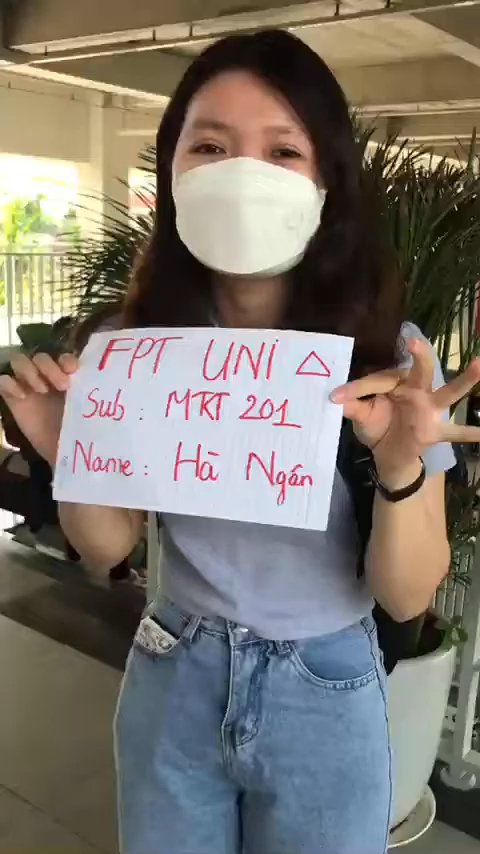 FPT UNI △
Sub : MKT 201
Name : Hà Ngân